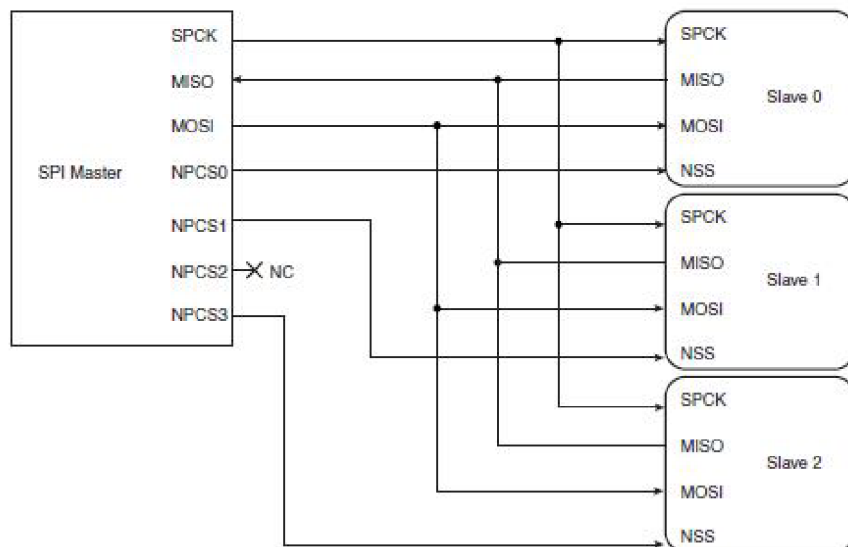 SPI Master
SPCK
MISO
MOSI
NPCS0
NPCS1
NPCS2
NC
NPCS3
SPCK
MISO
Slave 0
MOSI
NSS
SPCK
MISO
Slave 1
MOSI
NSS
SPCK
MISO
Slave 2
MOSI
NSS